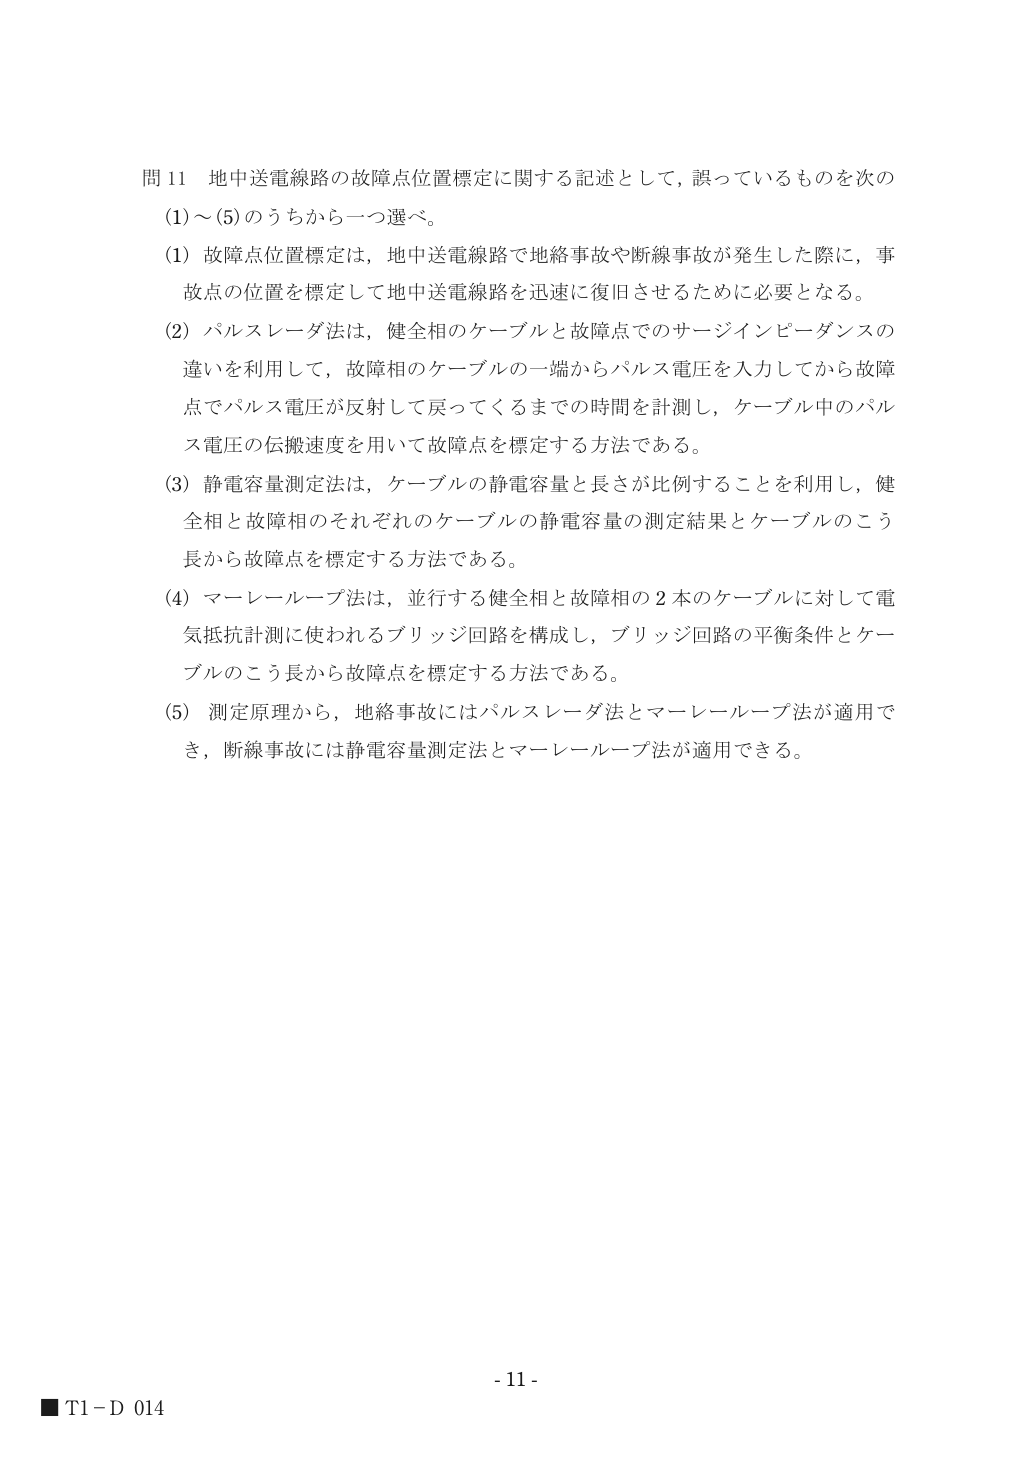 問 11　地中送電線路の故障点位置標定に関する記述として，誤っているものを次の
(1)～(5)のうちから一つ選べ。
(1) 故障点位置標定は，地中送電線路で地絡事故や断線事故が発生した際に，事
故点の位置を標定して地中送電線路を迅速に復旧させるために必要となる。
(2) パルスレーダ法は，健全相のケーブルと故障点でのサージインピーダンスの
違いを利用して，故障相のケーブルの一端からパルス電圧を入力してから故障
点でパルス電圧が反射して戻ってくるまでの時間を計測し，ケーブル中のパル
ス電圧の伝搬速度を用いて故障点を標定する方法である。
(3) 静電容量測定法は，ケーブルの静電容量と長さが比例することを利用し，健
全相と故障相のそれぞれのケーブルの静電容量の測定結果とケーブルのこう
長から故障点を標定する方法である。
(4) マーレーループ法は，並行する健全相と故障相の 2 本のケーブルに対して電
気抵抗計測に使われるブリッジ回路を構成し，ブリッジ回路の平衡条件とケー
ブルのこう長から故障点を標定する方法である。
(5) 測定原理から，地絡事故にはパルスレーダ法とマーレーループ法が適用で
き，断線事故には静電容量測定法とマーレーループ法が適用できる。
- 11 -
■ T1－D 014